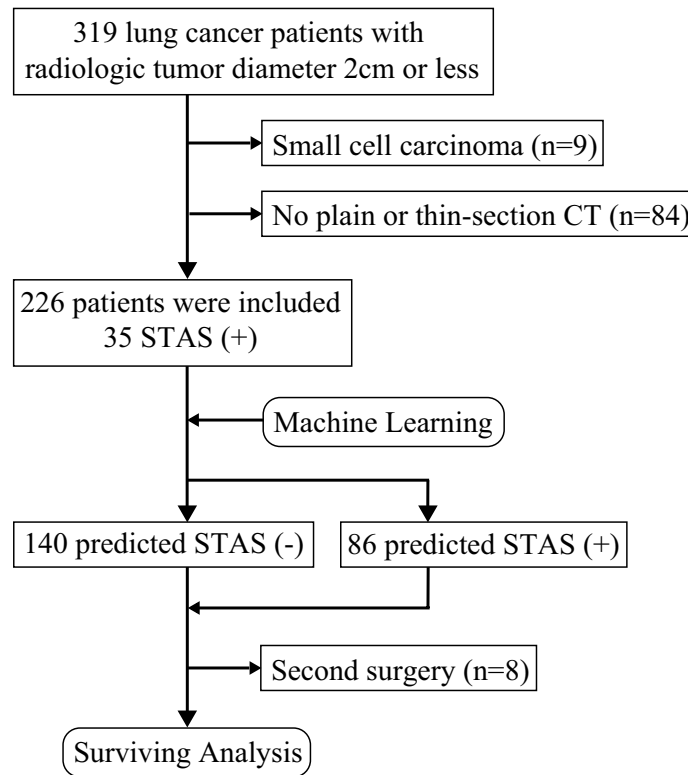 319 lung cancer patients with
radiologic tumor diameter 2cm or less
Small cell carcinoma (n=9)
No plain or thin-section CT (n=84)
226 patients were included
35 STAS (+)
Machine Learning
140 predicted STAS (-)
86 predicted STAS (+)
Second surgery (n=8)
Surviving Analysis